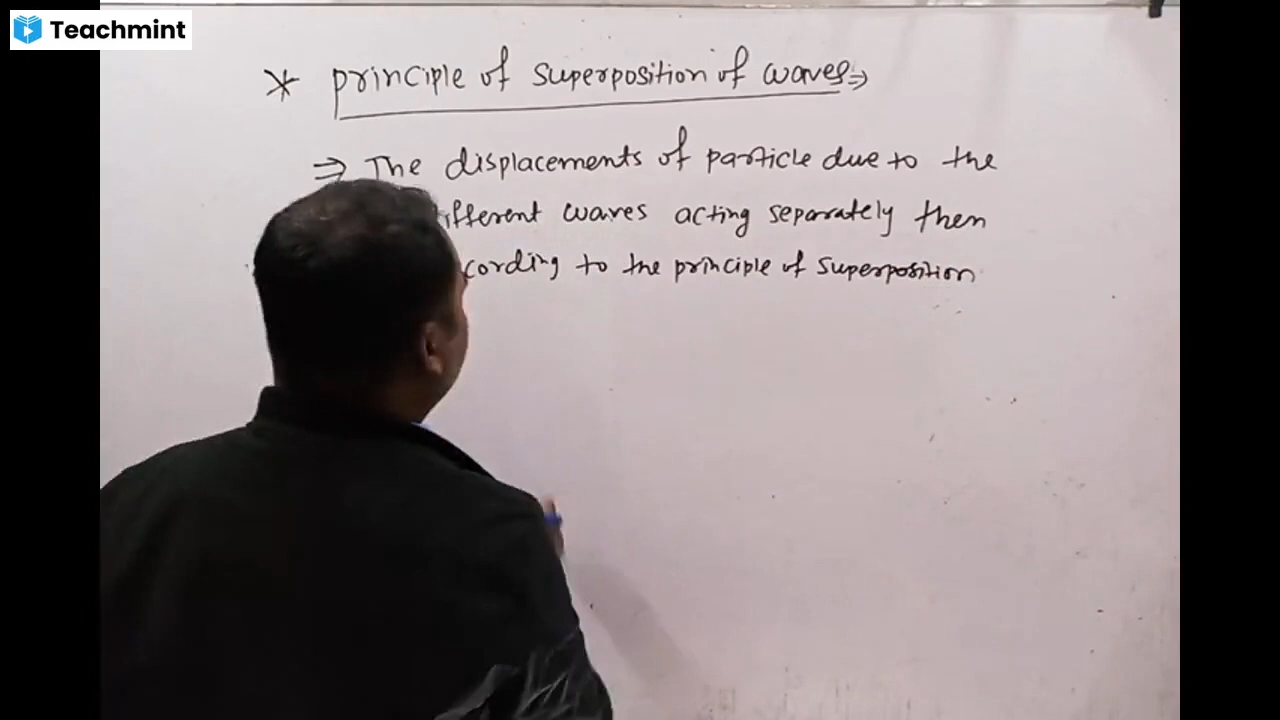 Teachmint
* principle of superposition of waves ⇒
⇒ The displacements of particle due to the
ifferent waves acting separately then
cording to the principle of superposition